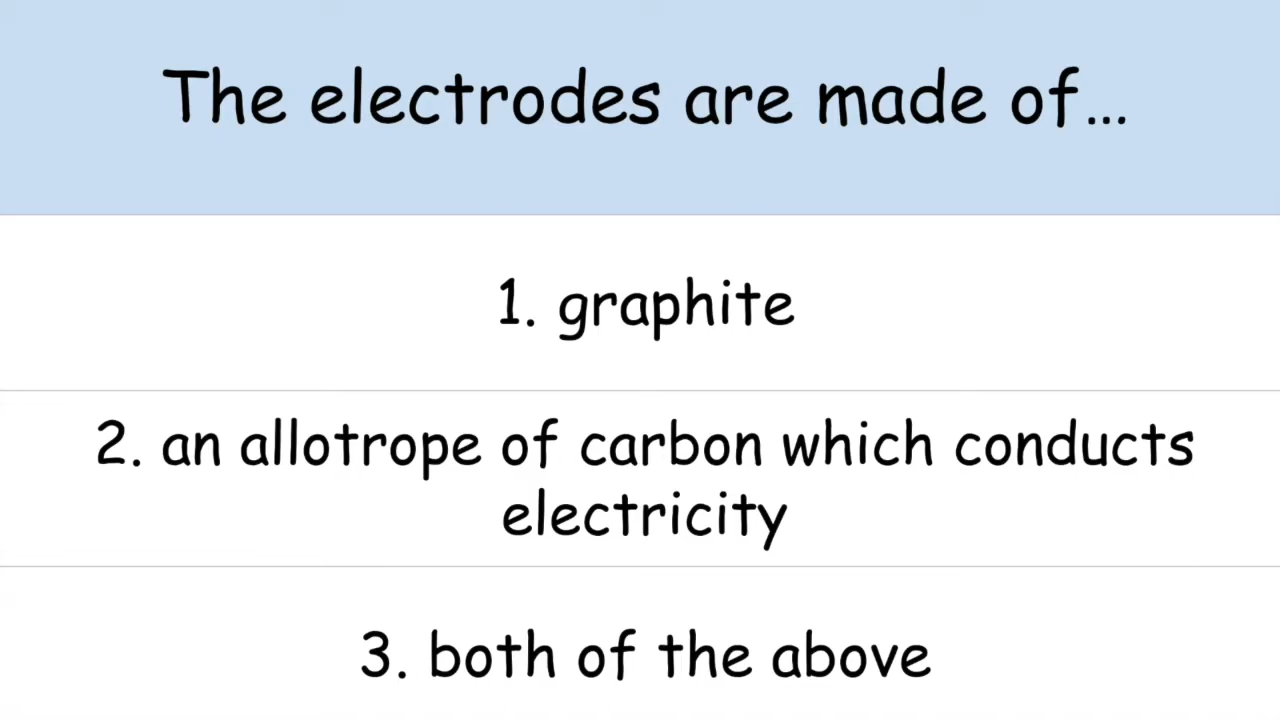 The electrodes are made of...
1. graphite
2. an allotrope of carbon which conducts
electricity
3. both of the above